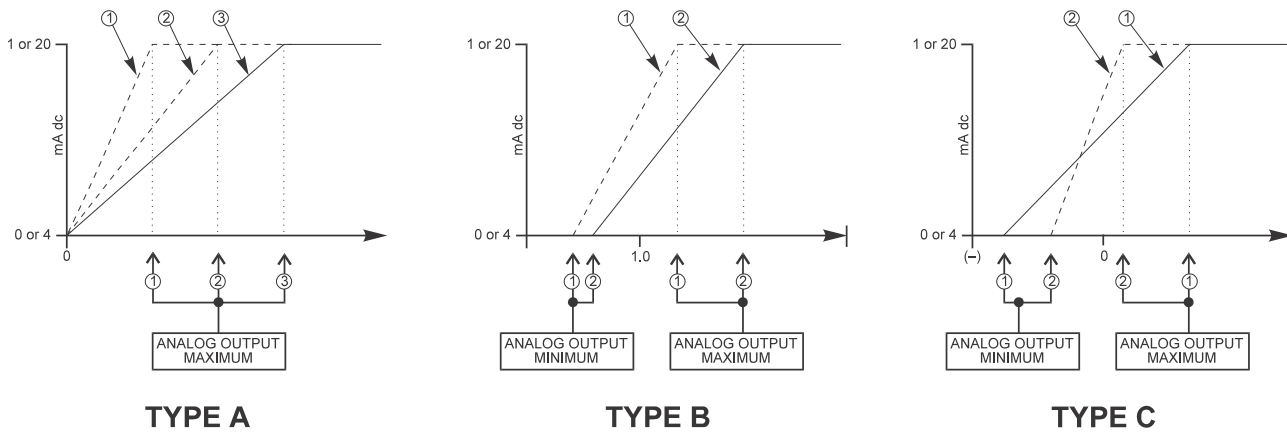 ① ② ③
1 or 20
mA dc
0 or 4
0
① ② ③
ANALOG OUTPUT
MAXIMUM
TYPE A
① ②
1 or 20
mA dc
0 or 4
1.0
① ② ① ②
ANALOG OUTPUT
MINIMUM
ANALOG OUTPUT
MAXIMUM
TYPE B
② ①
1 or 20
mA dc
0 or 4
(–) 0
① ② ② ①
ANALOG OUTPUT
MINIMUM
ANALOG OUTPUT
MAXIMUM
TYPE C